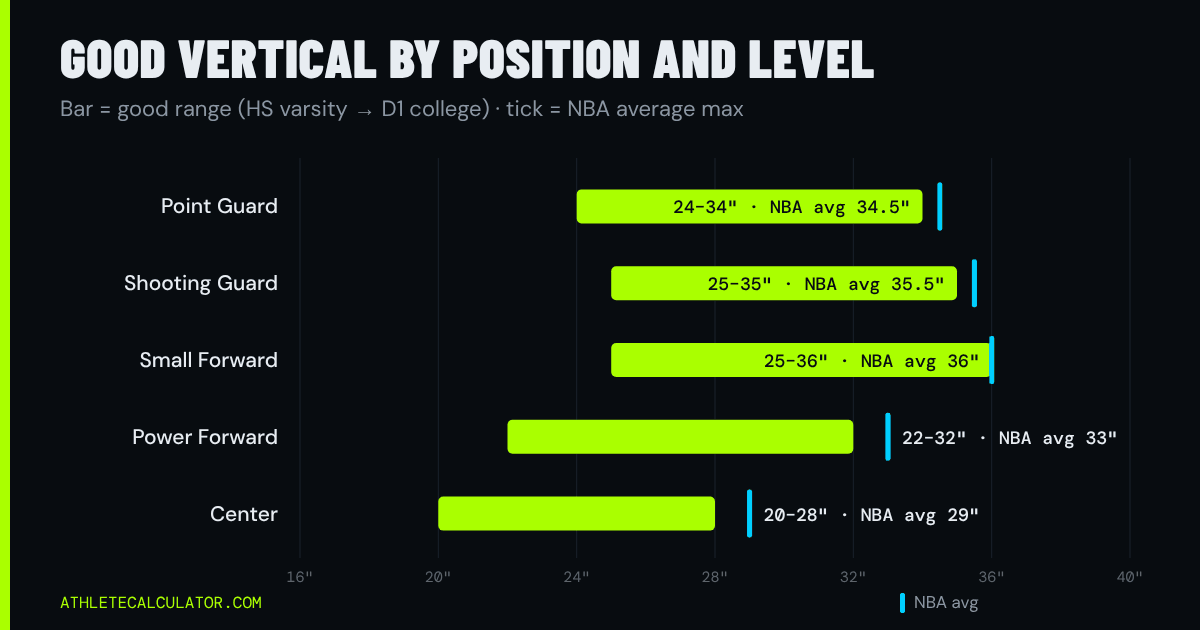 GOOD VERTICAL BY POSITION AND LEVEL
Bar = good range (HS varsity → D1 college) · tick = NBA average max
Point Guard
24–34" · NBA avg 34.5"
Shooting Guard
25–35" · NBA avg 35.5"
Small Forward
25–36" · NBA avg 36"
Power Forward
22–32" · NBA avg 33"
Center
20–28" · NBA avg 29"
16" 20" 24" 28" 32" 36" 40"
ATHLETECALCULATOR.COM
NBA avg